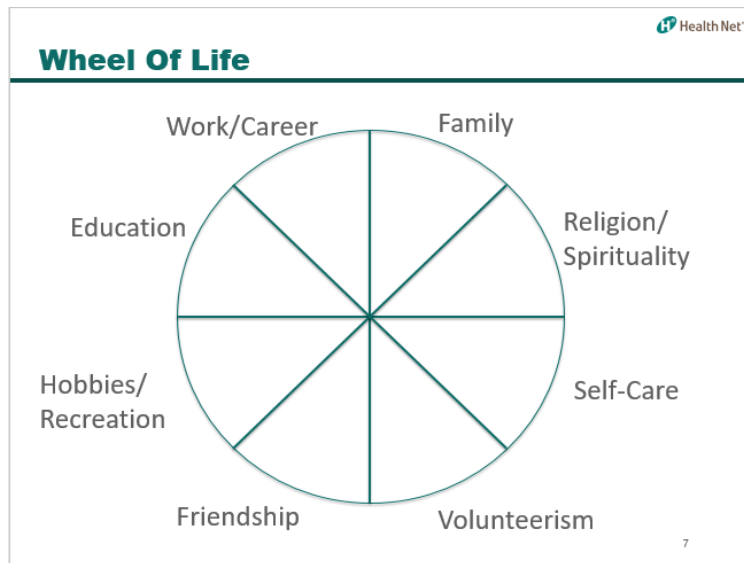 Health Net
Wheel Of Life
Work/Career
Family
Education
Religion/
Spirituality
Hobbies/
Recreation
Self-Care
Friendship
Volunteerism
7